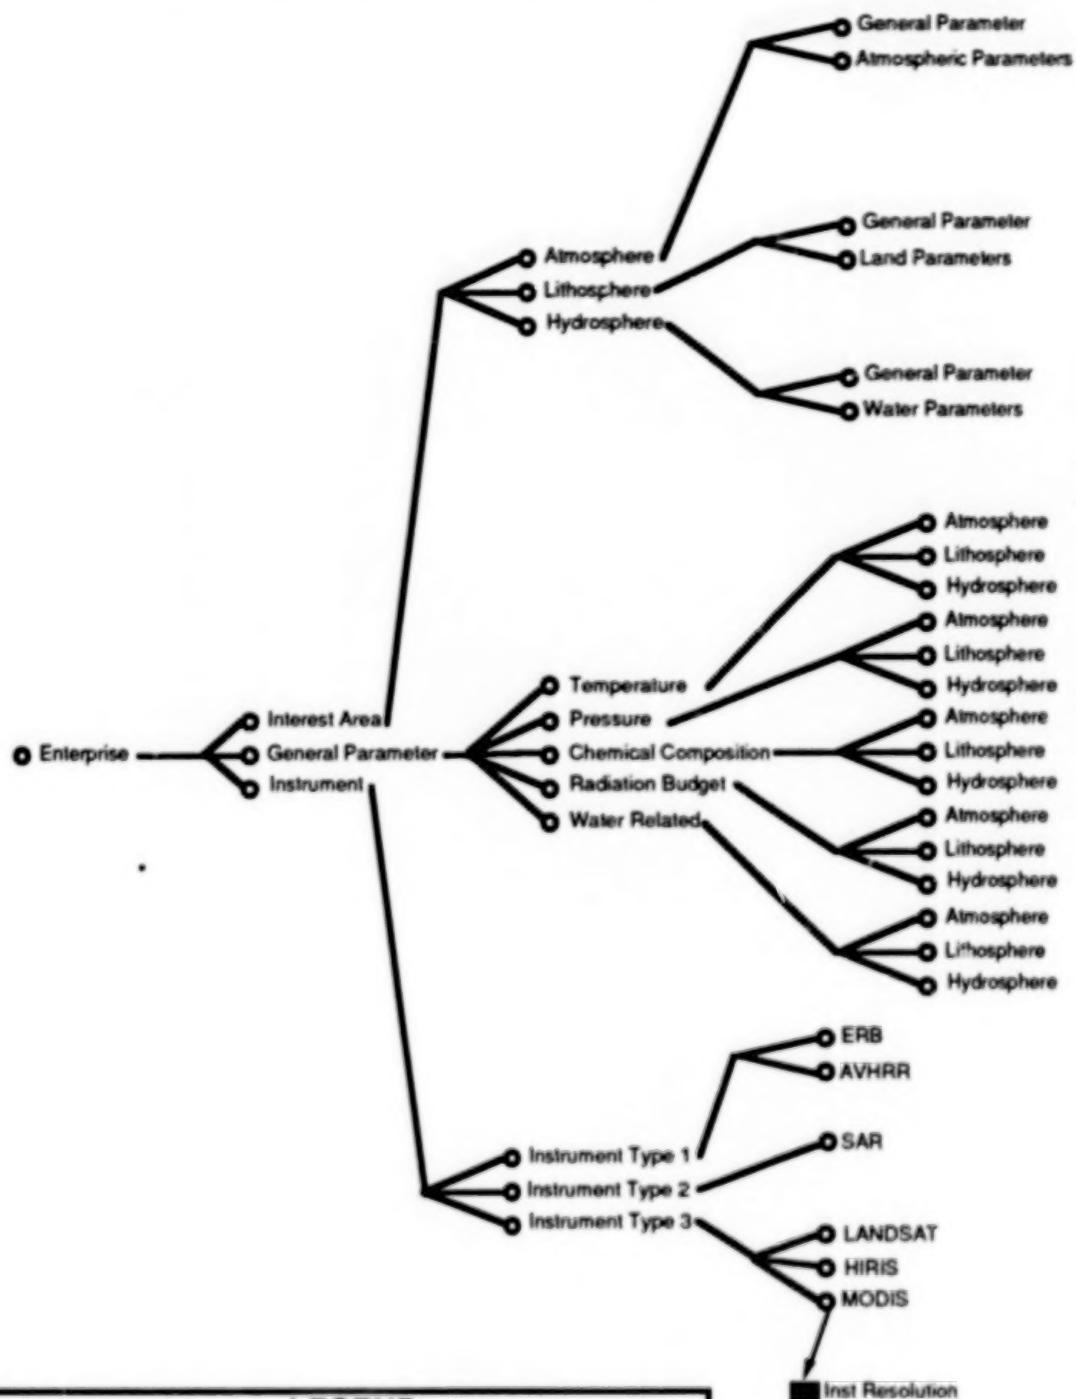 General Parameter
Atmospheric Parameters
General Parameter
Land Parameters
Atmosphere
Lithosphere
Hydrosphere
General Parameter
Water Parameters
Atmosphere
Lithosphere
Hydrosphere
Atmosphere
Lithosphere
Hydrosphere
Temperature
Pressure
Chemical Composition
Radiation Budget
Water Related
Atmosphere
Lithosphere
Hydrosphere
Interest Area
Enterprise
General Parameter
Instrument
Atmosphere
Lithosphere
Hydrosphere
Atmosphere
Lithosphere
Hydrosphere
ERB
AVHRR
Instrument Type 1
Instrument Type 2
Instrument Type 3
SAR
LANDSAT
HIRIS
MODIS
Inst Resolution